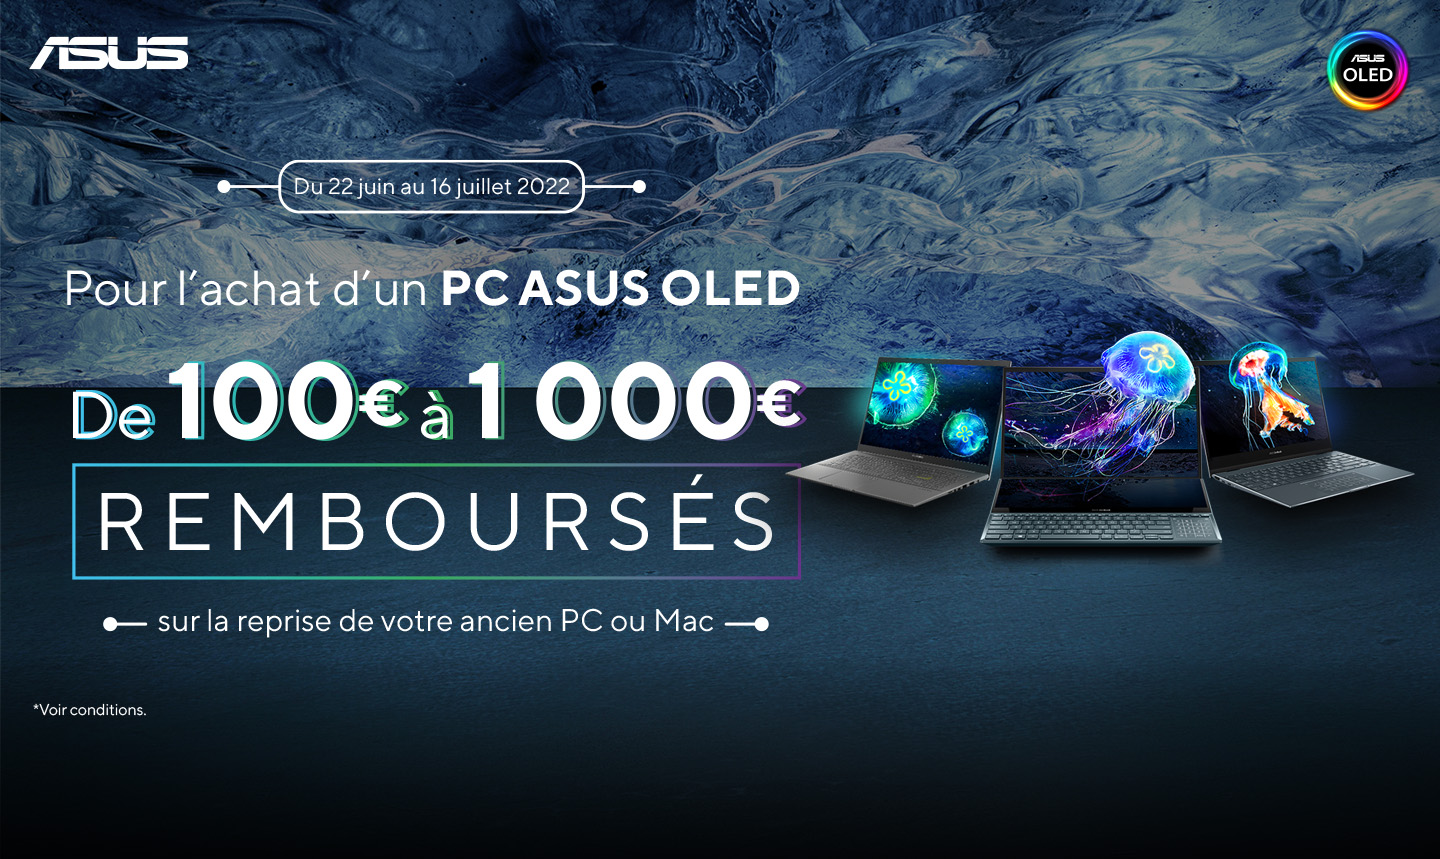 ASUS
ASUS
OLED
Du 22 juin au 16 juillet 2022
Pour l’achat d’un PC ASUS OLED
De 100€ à 1 000€
REMBOURSÉS
sur la reprise de votre ancien PC ou Mac
*Voir conditions.